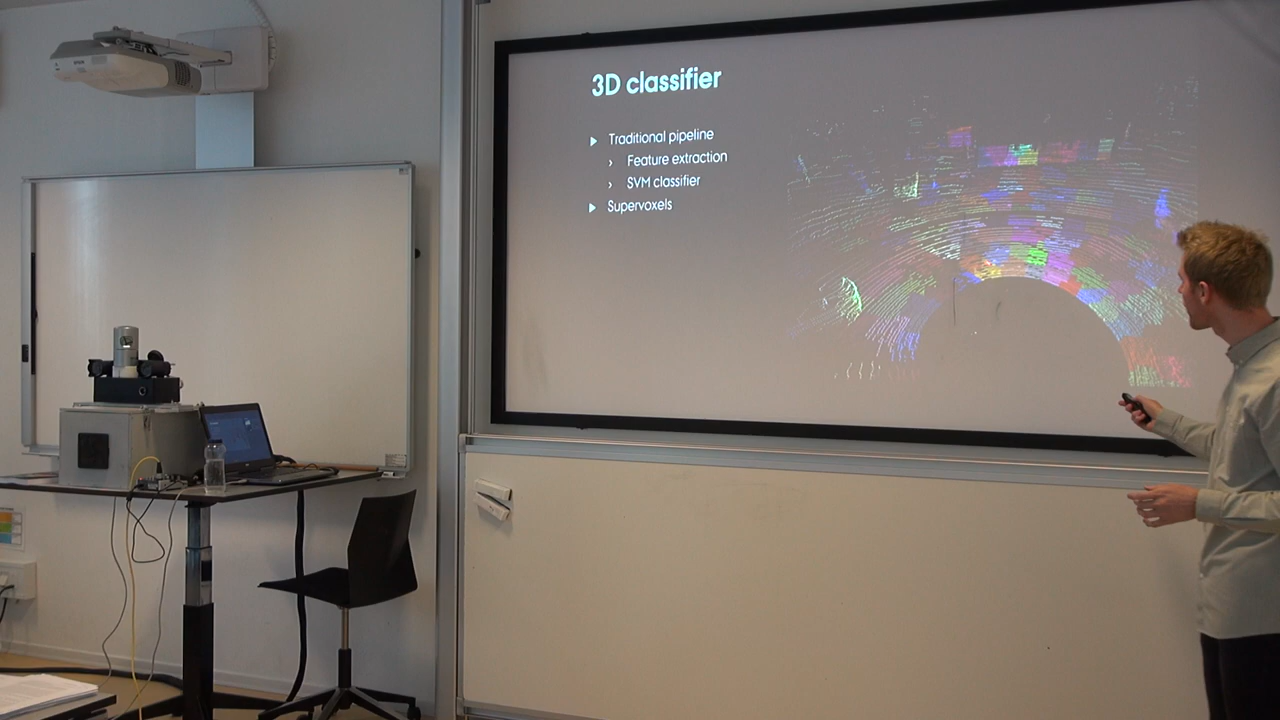 3D classifier
Traditional pipeline
Feature extraction
SVM classifier
Supervoxels